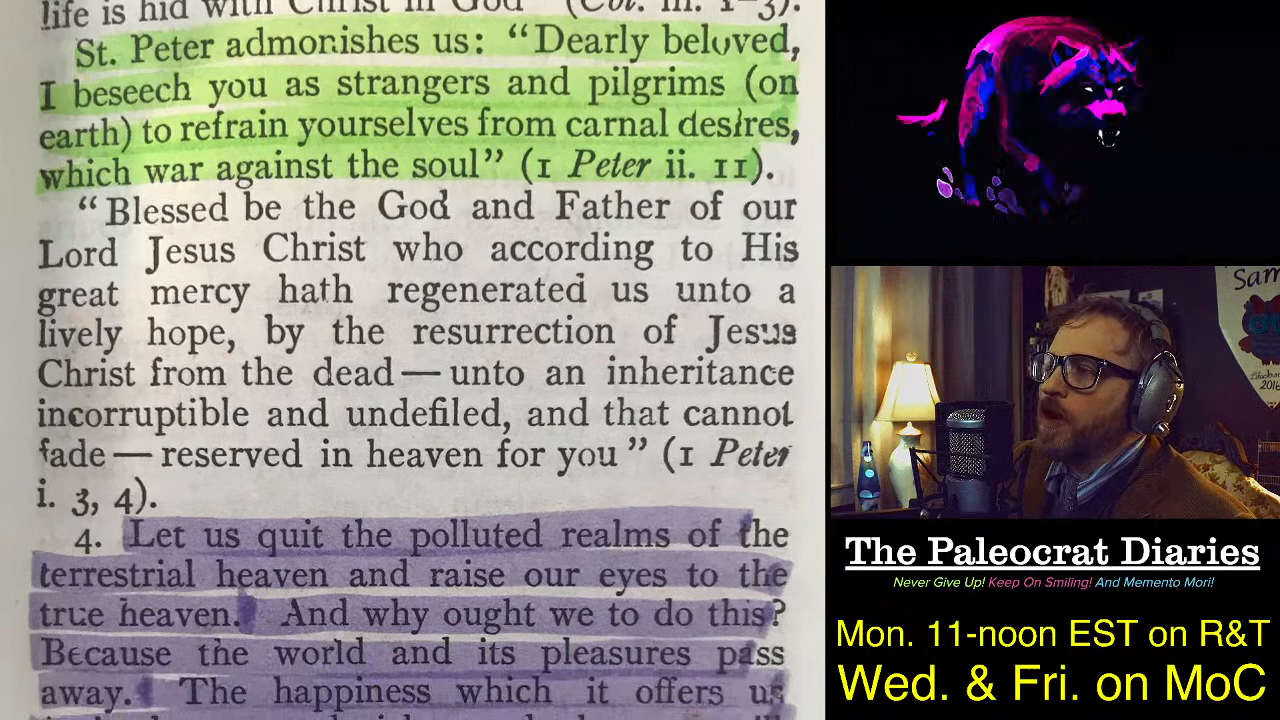 life is hid with Christ in God" (Col. iii. 1-3).
St. Peter admonishes us: "Dearly beloved,
I beseech you as strangers and pilgrims (on
earth) to refrain yourselves from carnal desires,
which war against the soul" (1 Peter ii. 11).
"Blessed be the God and Father of our
Lord Jesus Christ who according to His
great mercy hath regenerated us unto a
lively hope, by the resurrection of Jesus
Christ from the dead — unto an inheritance
incorruptible and undefiled, and that cannot
fade — reserved in heaven for you" (1 Peter
i. 3, 4).
4. Let us quit the polluted realms of the
terrestrial heaven and raise our eyes to the
true heaven. And why ought we to do this?
Because the world and its pleasures pass
away. The happiness which it offers us
Sam
2016
The Paleocrat Diaries
Never Give Up! Keep On Smiling! And Memento Mori!
Mon. 11-noon EST on R&T
Wed. & Fri. on MoC